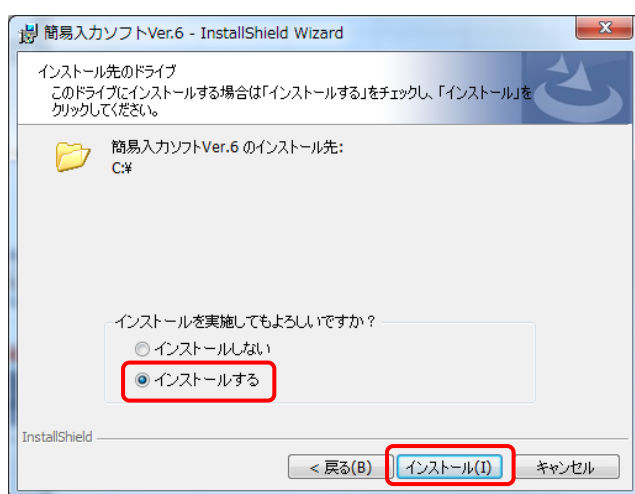 簡易入力ソフトVer.6 - InstallShield Wizard
インストール先のドライブ
このドライブにインストールする場合は「インストールする」をチェックし、「インストール」を
クリックしてください。
簡易入力ソフトVer.6 のインストール先:
C:¥
インストールを実施してもよろしいですか？
インストールしない
インストールする
InstallShield
< 戻る(B)
インストール(I)
キャンセル